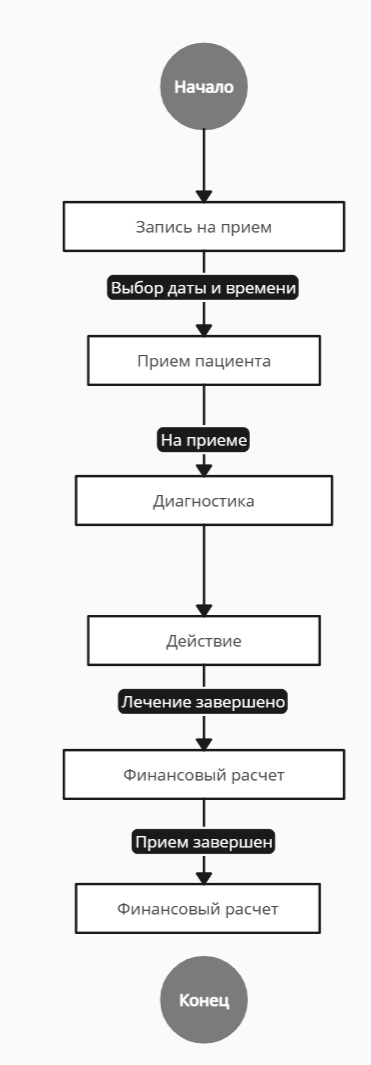 Начало
Запись на прием
Выбор даты и времени
Прием пациента
На приеме
Диагностика
Действие
Лечение завершено
Финансовый расчет
Прием завершен
Финансовый расчет
Конец